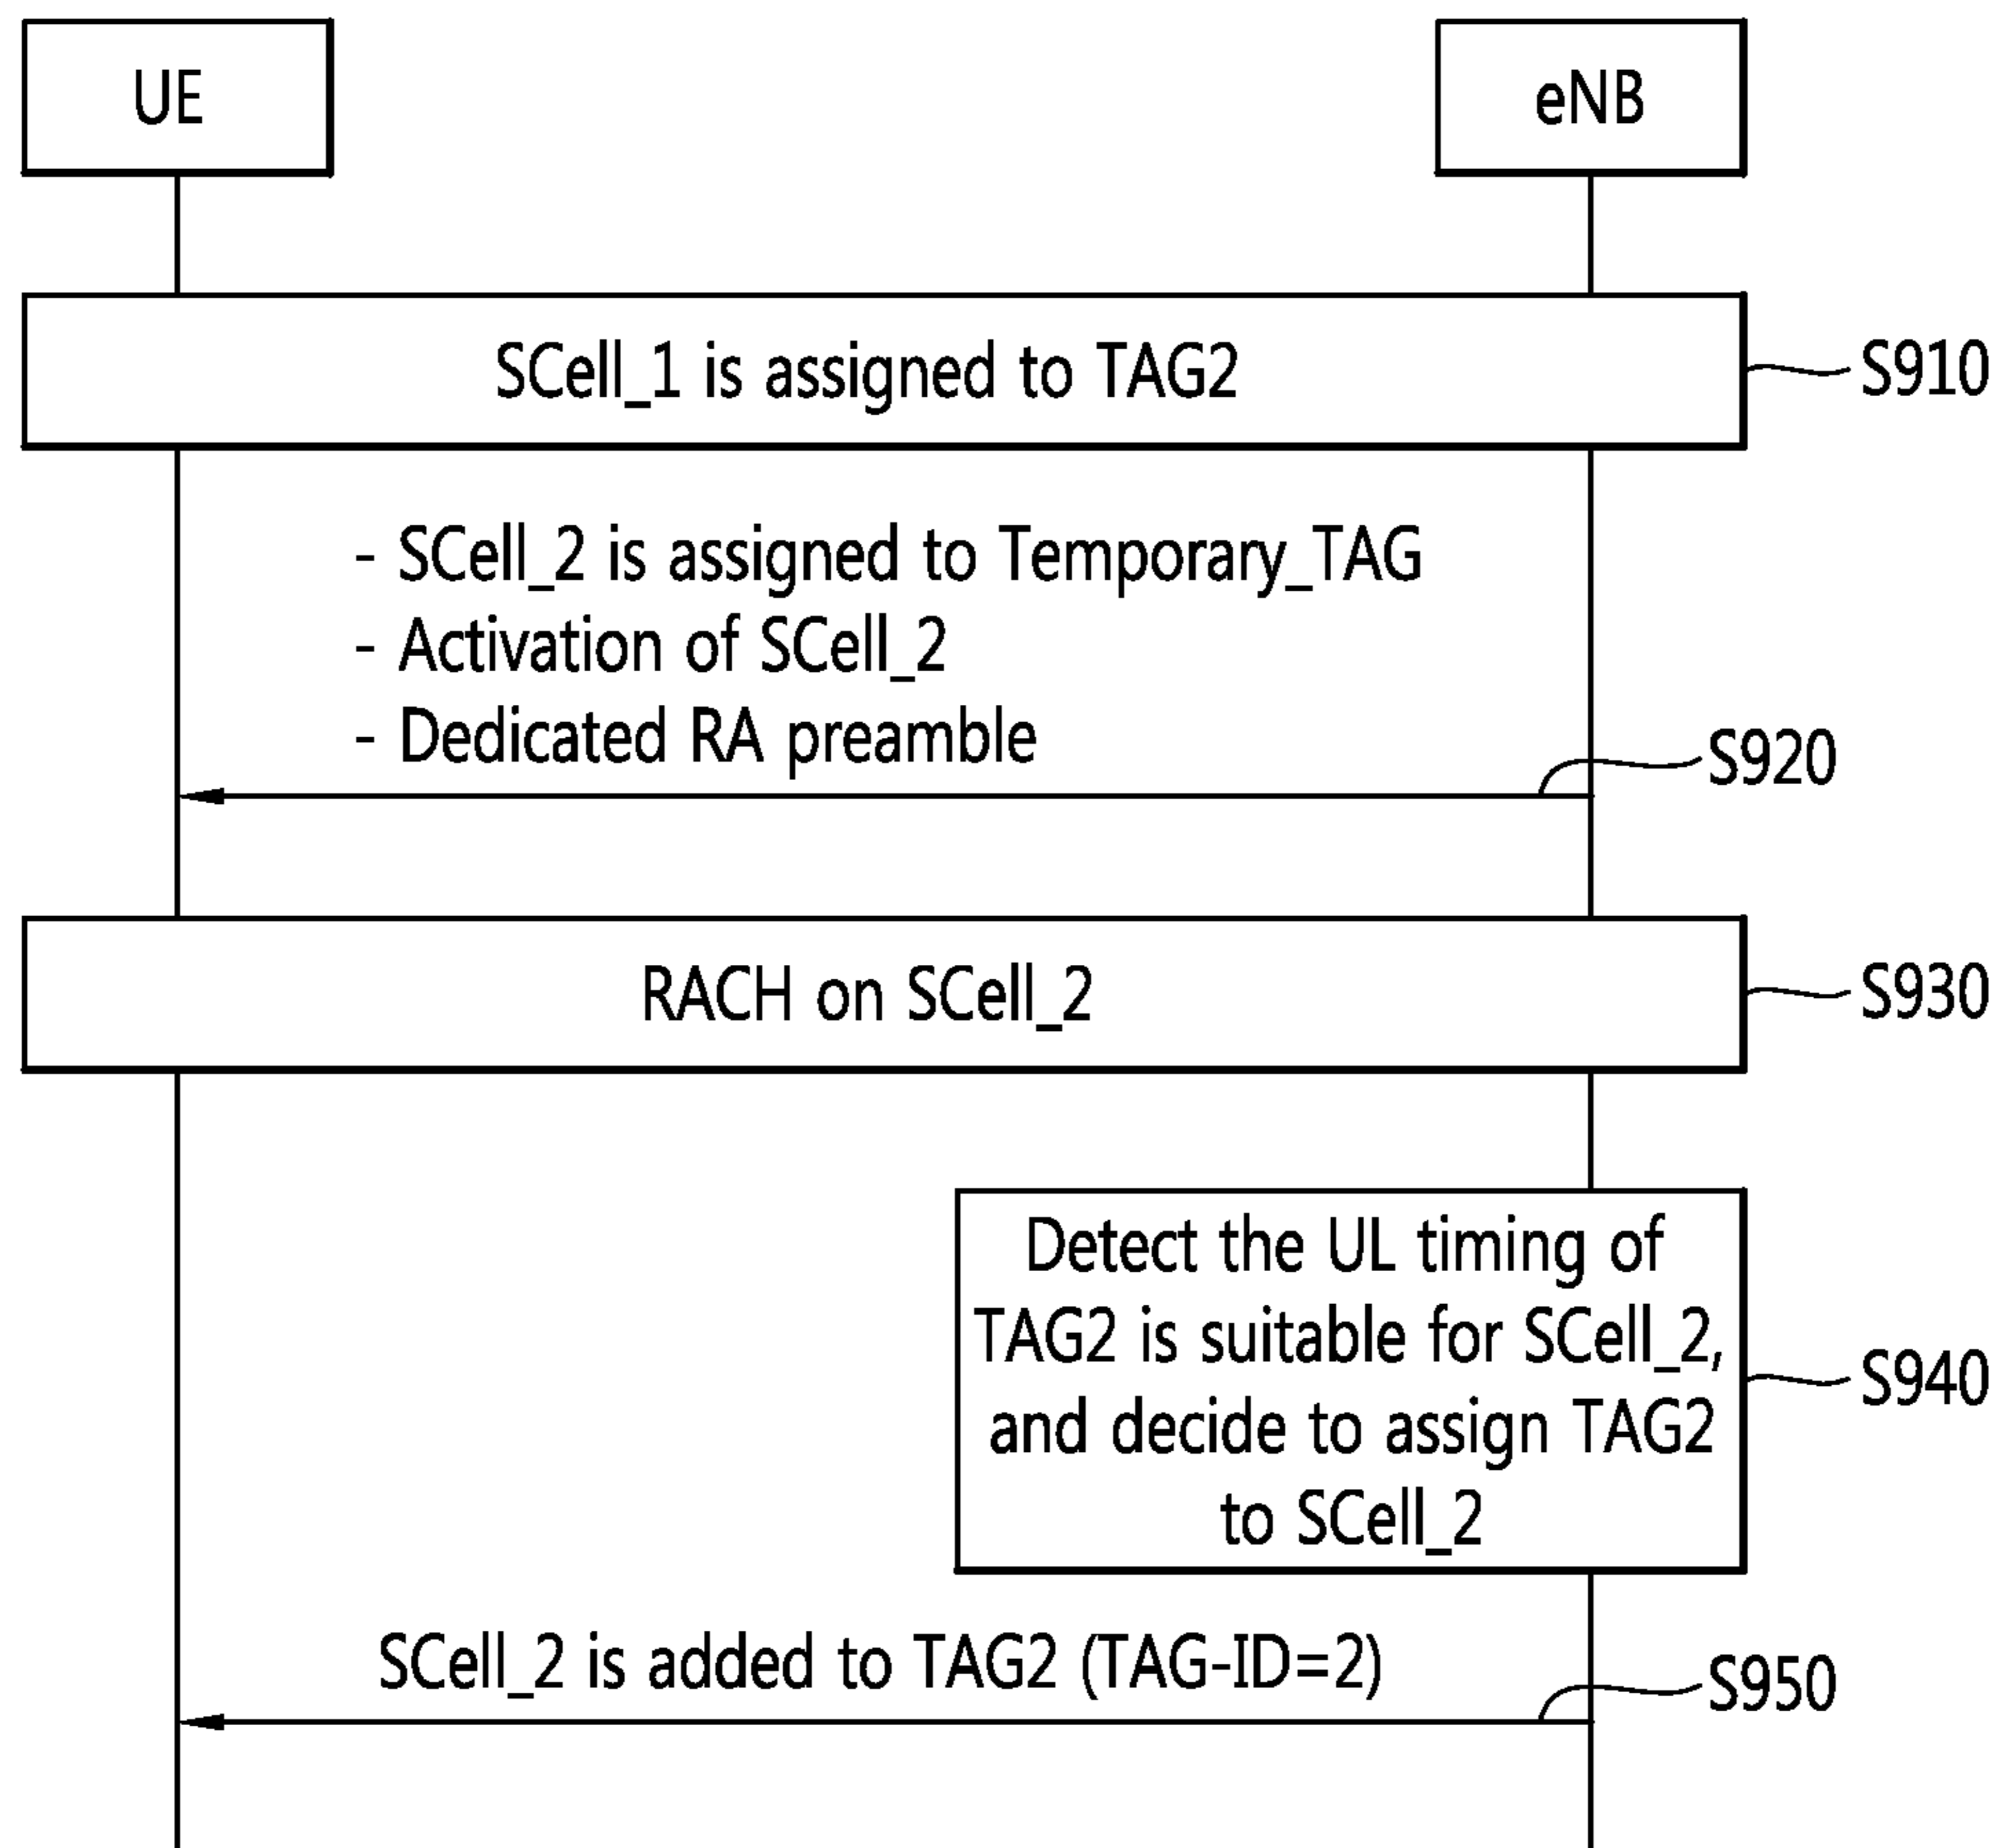 UE
eNB
SCell_1 is assigned to TAG2
S910
- SCell_2 is assigned to Temporary_TAG
- Activation of SCell_2
- Dedicated RA preamble
S920
RACH on SCell_2
S930
Detect the UL timing of
TAG2 is suitable for SCell_2,
and decide to assign TAG2
to SCell_2
S940
SCell_2 is added to TAG2 (TAG-ID=2)
S950